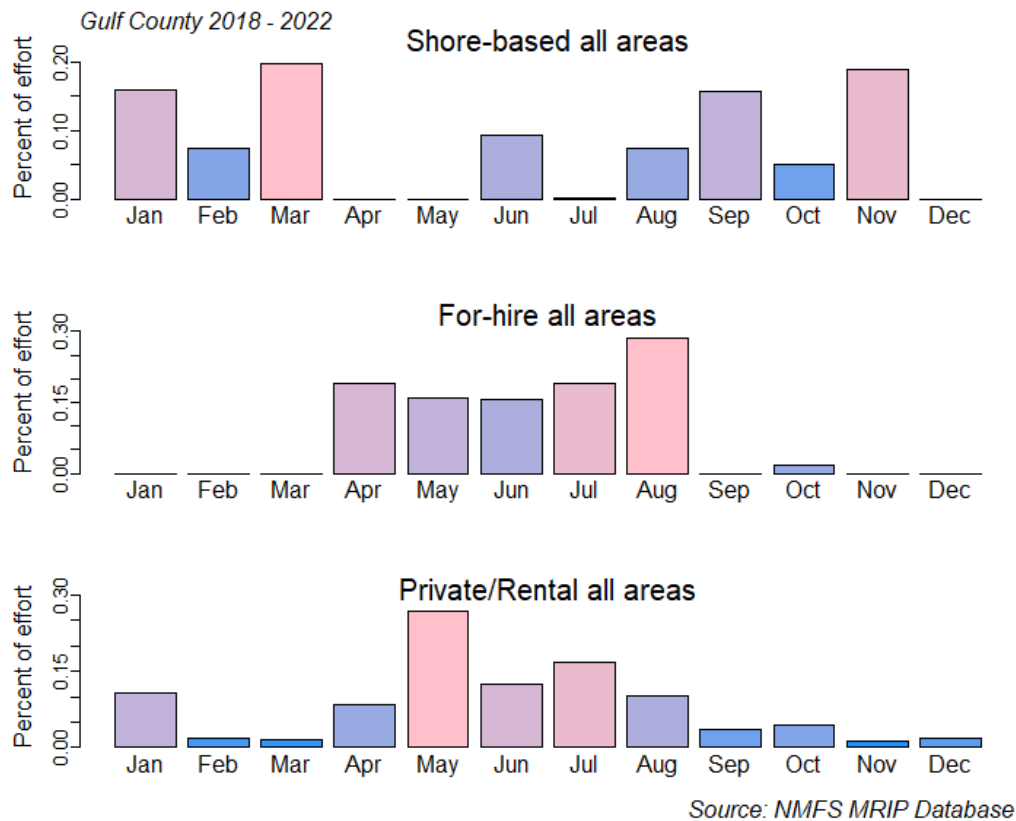 Gulf County 2018 - 2022
Shore-based all areas
Percent of effort
0.20
0.10
0.00
Jan Feb Mar Apr May Jun Jul Aug Sep Oct Nov Dec
For-hire all areas
Percent of effort
0.30
0.15
0.00
Jan Feb Mar Apr May Jun Jul Aug Sep Oct Nov Dec
Private/Rental all areas
Percent of effort
0.30
0.15
0.00
Jan Feb Mar Apr May Jun Jul Aug Sep Oct Nov Dec
Source: NMFS MRIP Database